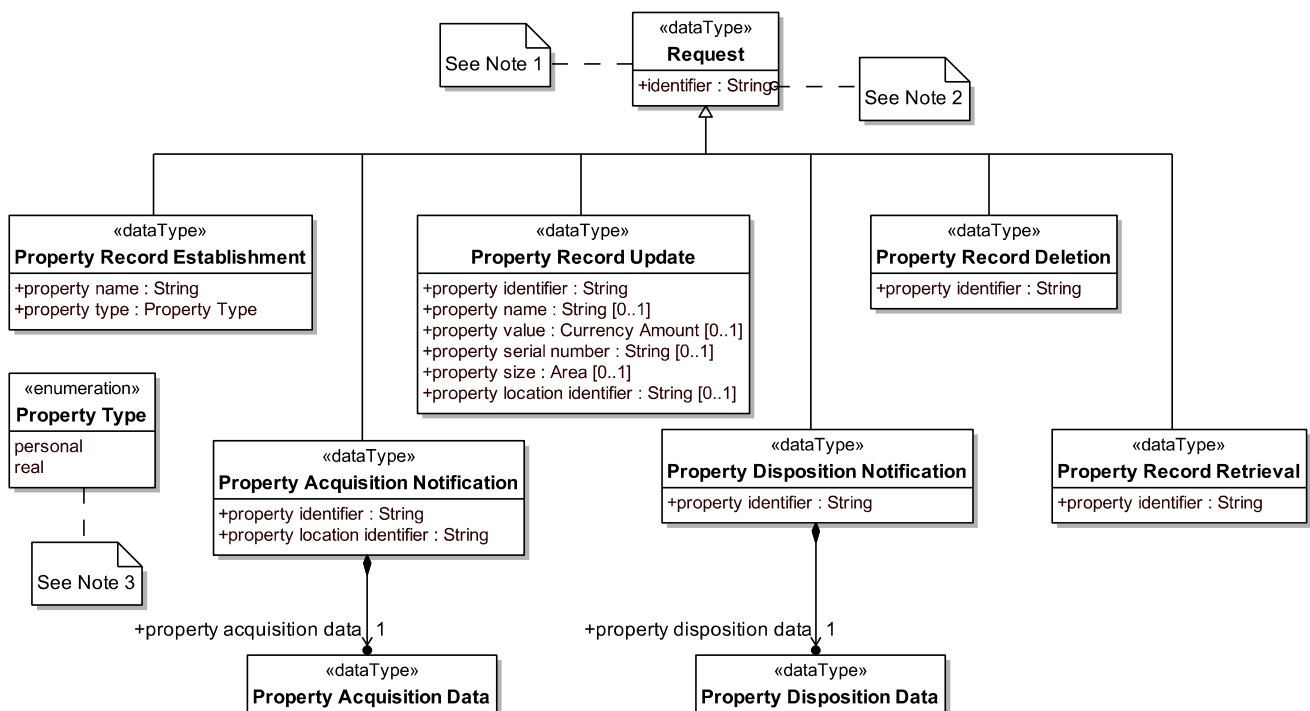 «dataType»
Request
+identifier : String
See Note 1
See Note 2
«dataType»
Property Record Establishment
+property name : String
+property type : Property Type
«dataType»
Property Record Update
+property identifier : String
+property name : String [0..1]
+property value : Currency Amount [0..1]
+property serial number : String [0..1]
+property size : Area [0..1]
+property location identifier : String [0..1]
«dataType»
Property Record Deletion
+property identifier : String
«enumeration»
Property Type
personal
real
See Note 3
«dataType»
Property Acquisition Notification
+property identifier : String
+property location identifier : String
«dataType»
Property Disposition Notification
+property identifier : String
«dataType»
Property Record Retrieval
+property identifier : String
+property acquisition data 1
+property disposition data 1
«dataType»
Property Acquisition Data
«dataType»
Property Disposition Data